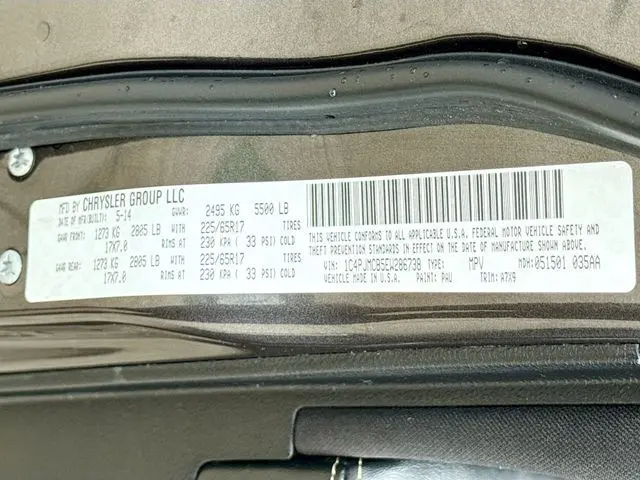 MFD BY CHRYSLER GROUP LLC
DATE OF MFR(BUILT): 5-14 GVWR: 2495 KG 5500 LB
GAWR FRONT: 1273 KG 2805 LB WITH 225/65R17 TIRES
17X7.0 RIMS AT 230 KPA ( 33 PSI) COLD
GAWR REAR: 1273 KG 2805 LB WITH 225/65R17 TIRES
17X7.0 RIMS AT 230 KPA ( 33 PSI) COLD
THIS VEHICLE CONFORMS TO ALL APPLICABLE U.S.A. FEDERAL MOTOR VEHICLE SAFETY AND
THEFT PREVENTION STANDARDS IN EFFECT ON THE DATE OF MANUFACTURE SHOWN ABOVE.
VIN: 1C4PJMCB5EW286738 TYPE: MPV MDH: 051501 035AA
VEHICLE MADE IN U.S.A. PAINT: PAU TRIM: A7X9